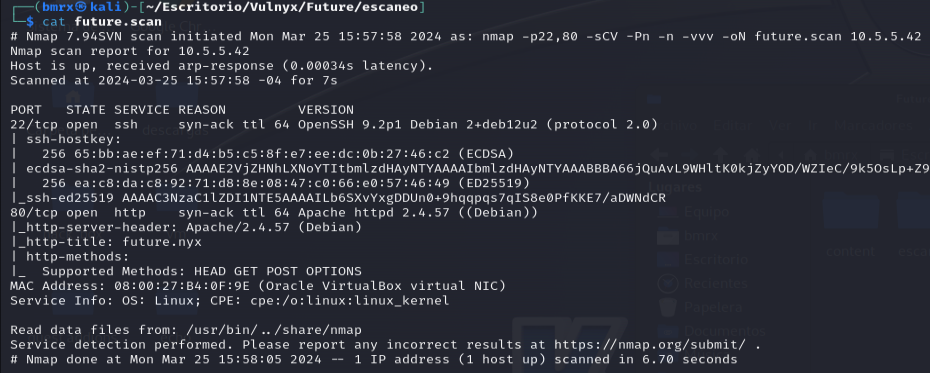 ┌──(bmrx㉿kali)-[~/Escritorio/Vulnyx/Future/escaneo]
└─$ cat future.scan
# Nmap 7.94SVN scan initiated Mon Mar 25 15:57:58 2024 as: nmap -p22,80 -sCV -Pn -n -vvv -oN future.scan 10.5.5.42
Nmap scan report for 10.5.5.42
Host is up, received arp-response (0.00034s latency).
Scanned at 2024-03-25 15:57:58 -04 for 7s
PORT   STATE SERVICE REASON         VERSION
22/tcp open  ssh     syn-ack ttl 64 OpenSSH 9.2p1 Debian 2+deb12u2 (protocol 2.0)
| ssh-hostkey:
|   256 65:bb:ae:ef:71:d4:b5:c5:8f:e7:ee:dc:0b:27:46:c2 (ECDSA)
| ecdsa-sha2-nistp256 AAAAE2VjZHNhLXNoYTItbmlzdHAyNTYAAAAIbmlzdHAyNTYAAABBBA66jQuAvL9WHltK0kjZyYOD/WZIeC/9k5OsLp+Z9
|   256 ea:c8:da:c8:92:71:d8:8e:08:47:c0:66:e0:57:46:49 (ED25519)
|_ssh-ed25519 AAAAC3NzaC1lZDI1NTE5AAAAILb6SXvYxgDDUn0+9hqqpqs7qIS8e0PfKKE7/aDWNdCR
80/tcp open  http    syn-ack ttl 64 Apache httpd 2.4.57 ((Debian))
|_http-server-header: Apache/2.4.57 (Debian)
|_http-title: future.nyx
| http-methods:
|_  Supported Methods: HEAD GET POST OPTIONS
MAC Address: 08:00:27:B4:0F:9E (Oracle VirtualBox virtual NIC)
Service Info: OS: Linux; CPE: cpe:/o:linux:linux_kernel
Read data files from: /usr/bin/../share/nmap
Service detection performed. Please report any incorrect results at https://nmap.org/submit/ .
# Nmap done at Mon Mar 25 15:58:05 2024 -- 1 IP address (1 host up) scanned in 6.70 seconds
Lugares
Equipo
bmrx
Escritorio
Recientes
Papelera
Documentos
content